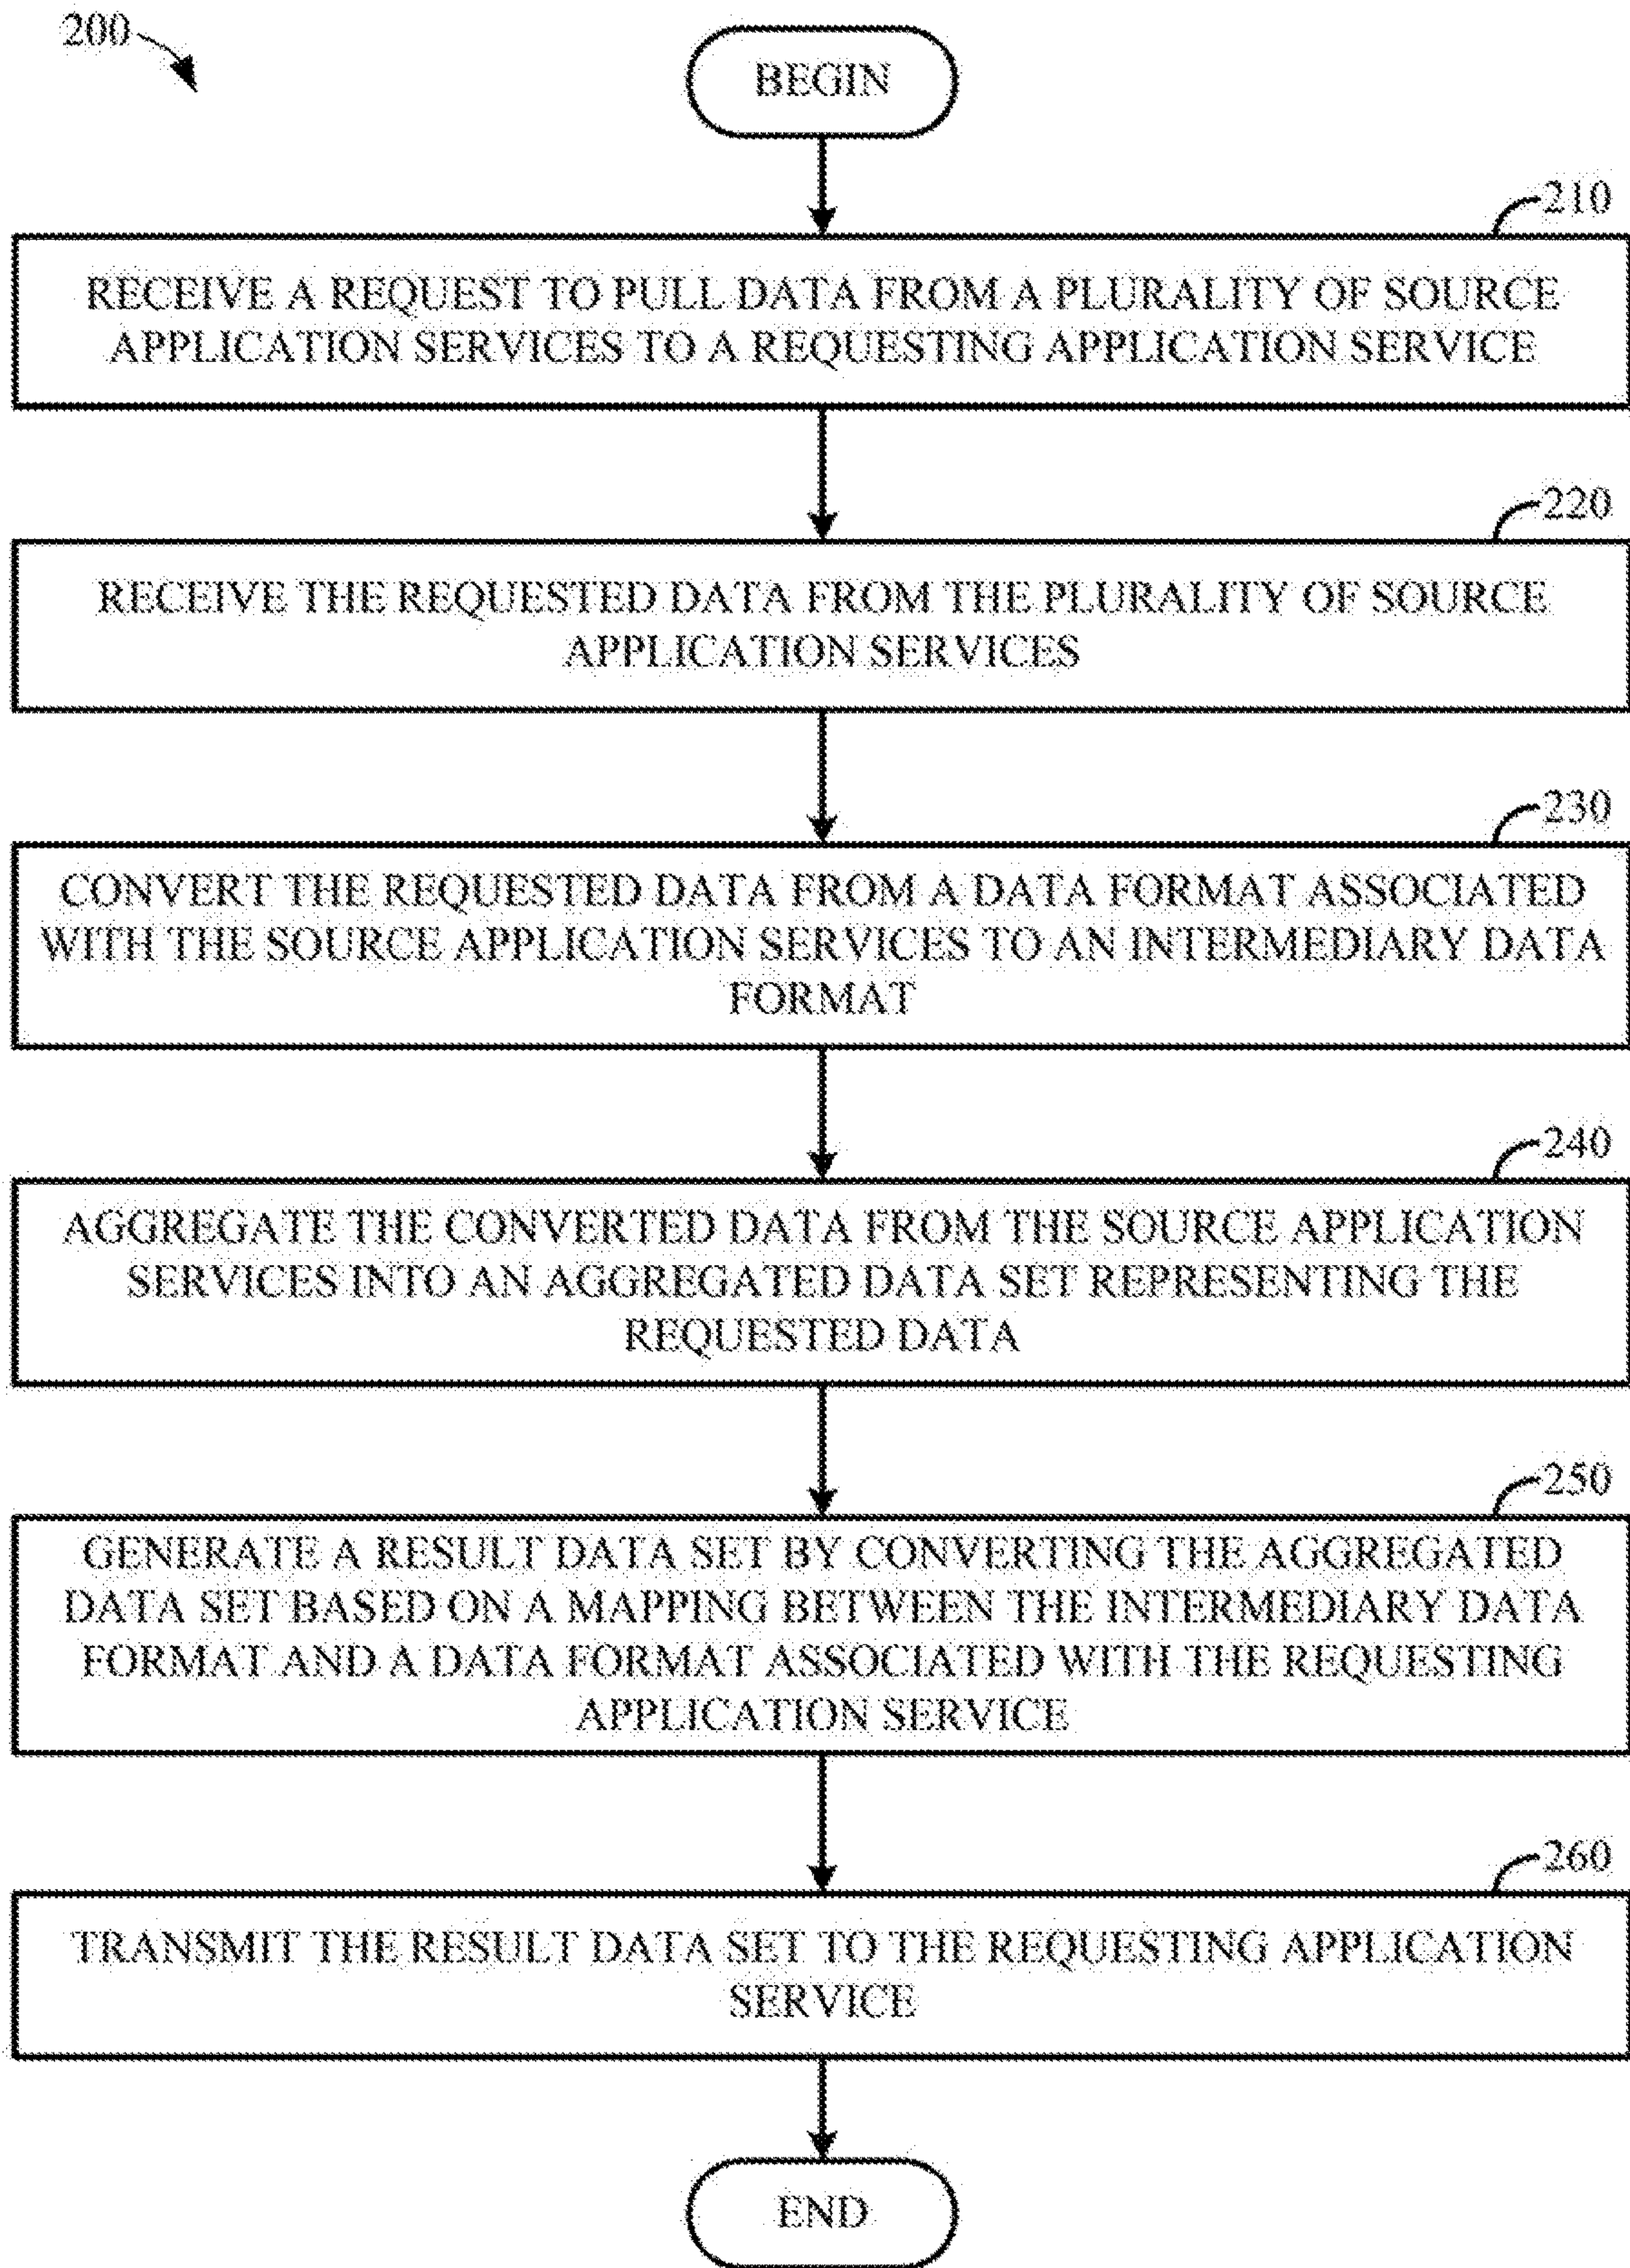 200
BEGIN
210
RECEIVE A REQUEST TO PULL DATA FROM A PLURALITY OF SOURCE
APPLICATION SERVICES TO A REQUESTING APPLICATION SERVICE
220
RECEIVE THE REQUESTED DATA FROM THE PLURALITY OF SOURCE
APPLICATION SERVICES
230
CONVERT THE REQUESTED DATA FROM A DATA FORMAT ASSOCIATED
WITH THE SOURCE APPLICATION SERVICES TO AN INTERMEDIARY DATA
FORMAT
240
AGGREGATE THE CONVERTED DATA FROM THE SOURCE APPLICATION
SERVICES INTO AN AGGREGATED DATA SET REPRESENTING THE
REQUESTED DATA
250
GENERATE A RESULT DATA SET BY CONVERTING THE AGGREGATED
DATA SET BASED ON A MAPPING BETWEEN THE INTERMEDIARY DATA
FORMAT AND A DATA FORMAT ASSOCIATED WITH THE REQUESTING
APPLICATION SERVICE
260
TRANSMIT THE RESULT DATA SET TO THE REQUESTING APPLICATION
SERVICE
END